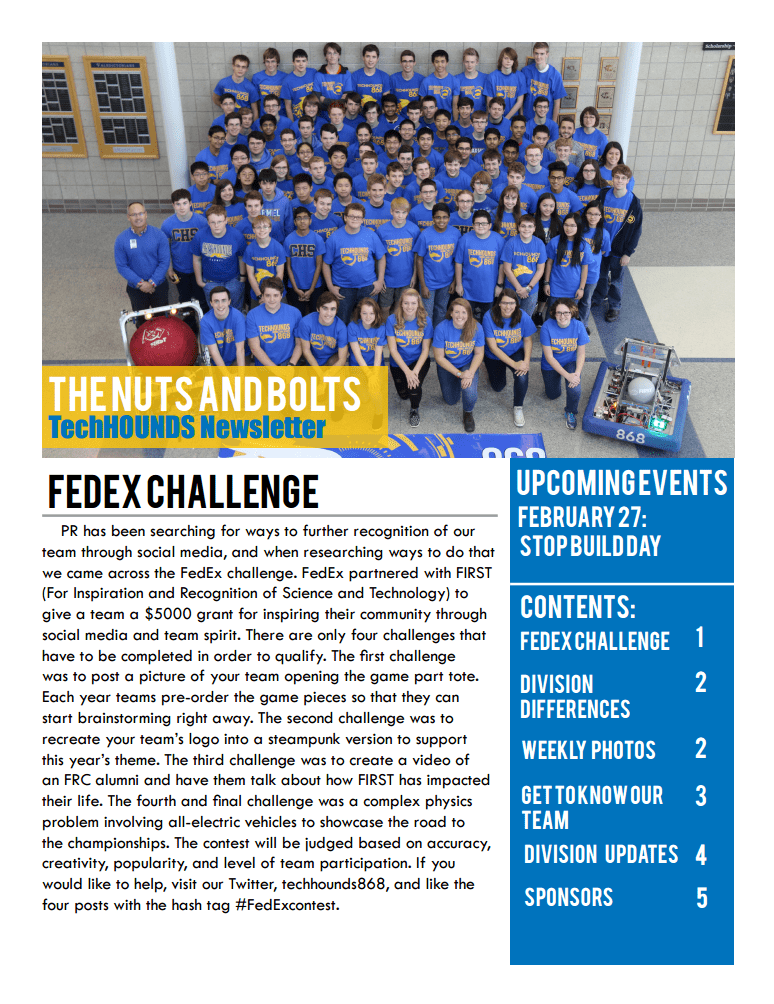 Scholarship
Valedictorians
CHS
CHS
TECHHOUNDS
868
TECHHOUNDS
868
TECHHOUNDS
868
868
THE NUTS AND BOLTS
TechHOUNDS Newsletter
868
FEDEX CHALLENGE
PR has been searching for ways to further recognition of our
team through social media, and when researching ways to do that
we came across the FedEx challenge. FedEx partnered with FIRST
(For Inspiration and Recognition of Science and Technology) to
give a team a $5000 grant for inspiring their community through
social media and team spirit. There are only four challenges that
have to be completed in order to qualify. The first challenge
was to post a picture of your team opening the game part tote.
Each year teams pre-order the game pieces so that they can
start brainstorming right away. The second challenge was to
recreate your team's logo into a steampunk version to support
this year's theme. The third challenge was to create a video of
an FRC alumni and have them talk about how FIRST has impacted
their life. The fourth and final challenge was a complex physics
problem involving all-electric vehicles to showcase the road to
the championships. The contest will be judged based on accuracy,
creativity, popularity, and level of team participation. If you
would like to help, visit our Twitter, techhounds868, and like the
four posts with the hash tag #FedExcontest.
UPCOMING EVENTS
FEBRUARY 27:
STOP BUILD DAY
CONTENTS:
FEDEX CHALLENGE 1
DIVISION 2
DIFFERENCES
WEEKLY PHOTOS 2
GET TO KNOW OUR 3
TEAM
DIVISION UPDATES 4
SPONSORS 5